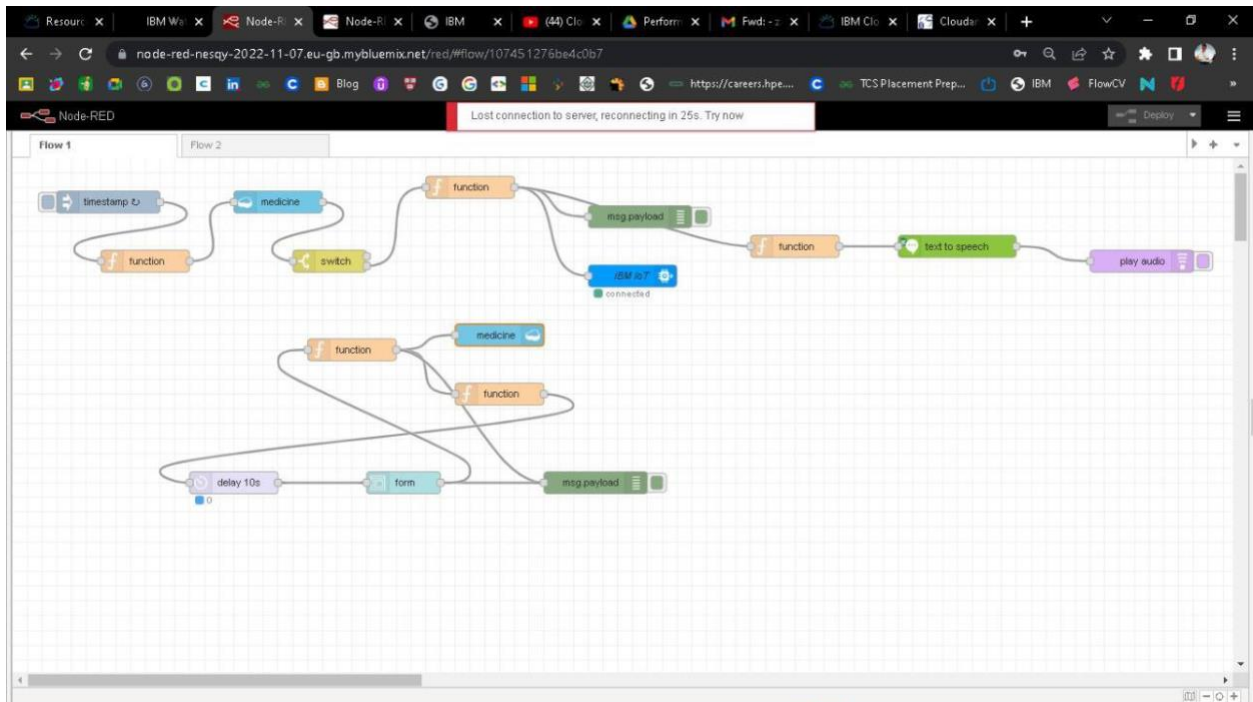 Resourc IBM Wat Node-R Node-RI IBM (44) Clo Perform Fwd: - z IBM Clo Cloudar
node-red-nesqy-2022-11-07.eu-gb.mybluemix.net/red/#flow/107451276be4c0b7
Blog https://careers.hpe.... TCS Placement Prep... IBM FlowCV
Node-RED
Lost connection to server, reconnecting in 25s. Try now
Deploy
Flow 1 Flow 2
function
timestamp ↻ medicine
msg.payload
function text to speech
function switch play audio
IBM IoT
connected
medicine
function
function
delay 10s form msg.payload
0